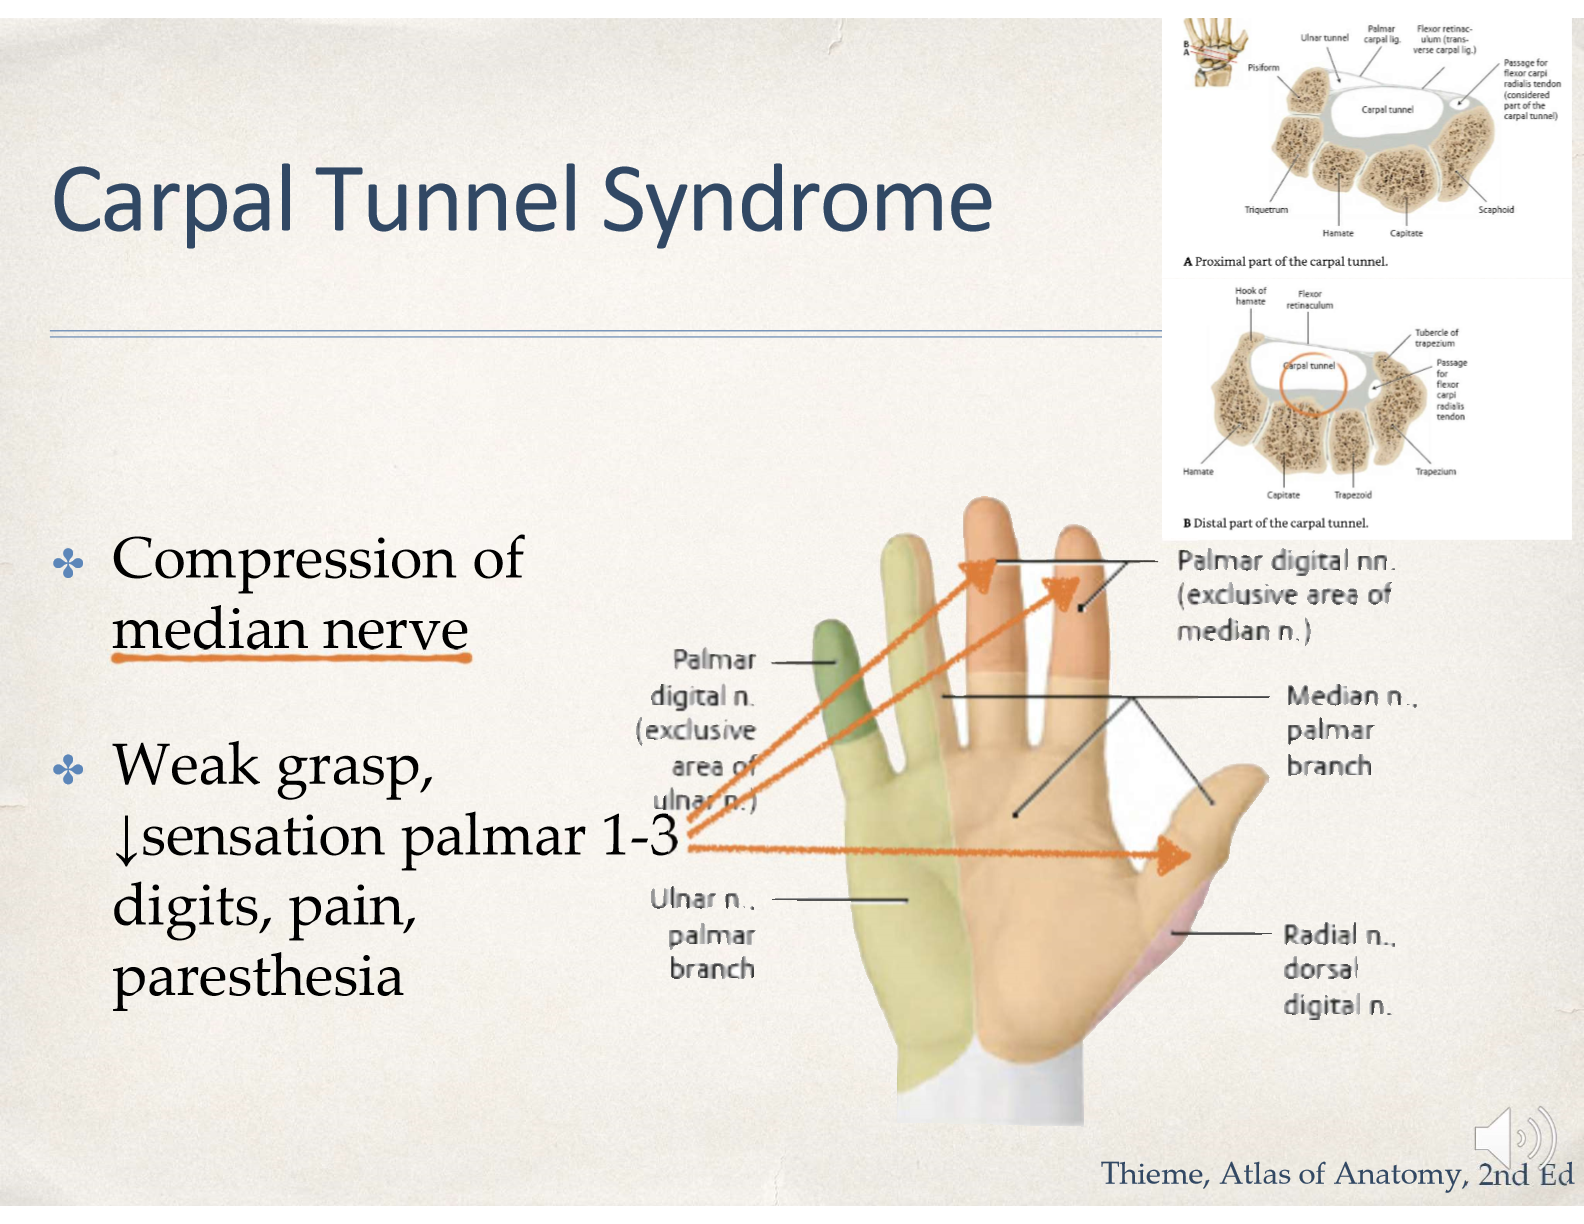 Carpal Tunnel Syndrome
B
A
Ulnar tunnel
Palmar
carpal lig.
Flexor retinac-
ulum (trans-
verse carpal lig.)
Pisiform
Passage for
flexor carpi
radialis tendon
(considered
part of the
carpal tunnel)
Carpal tunnel
Triquetrum
Scaphoid
Hamate
Capitate
A Proximal part of the carpal tunnel.
Hook of
hamate
Flexor
retinaculum
Tubercle of
trapezium
Carpal tunnel
Passage
for
flexor
carpi
radialis
tendon
Hamate
Trapezium
Capitate
Trapezoid
B Distal part of the carpal tunnel.
✤ Compression of
median nerve
✤ Weak grasp,
↓sensation palmar 1-3
digits, pain,
paresthesia
Palmar
digital n.
(exclusive
area of
ulnar n.)
Ulnar n.,
palmar
branch
Palmar digital nn.
(exclusive area of
median n.)
Median n.,
palmar
branch
Radial n.,
dorsal
digital n.
Thieme, Atlas of Anatomy, 2nd Ed